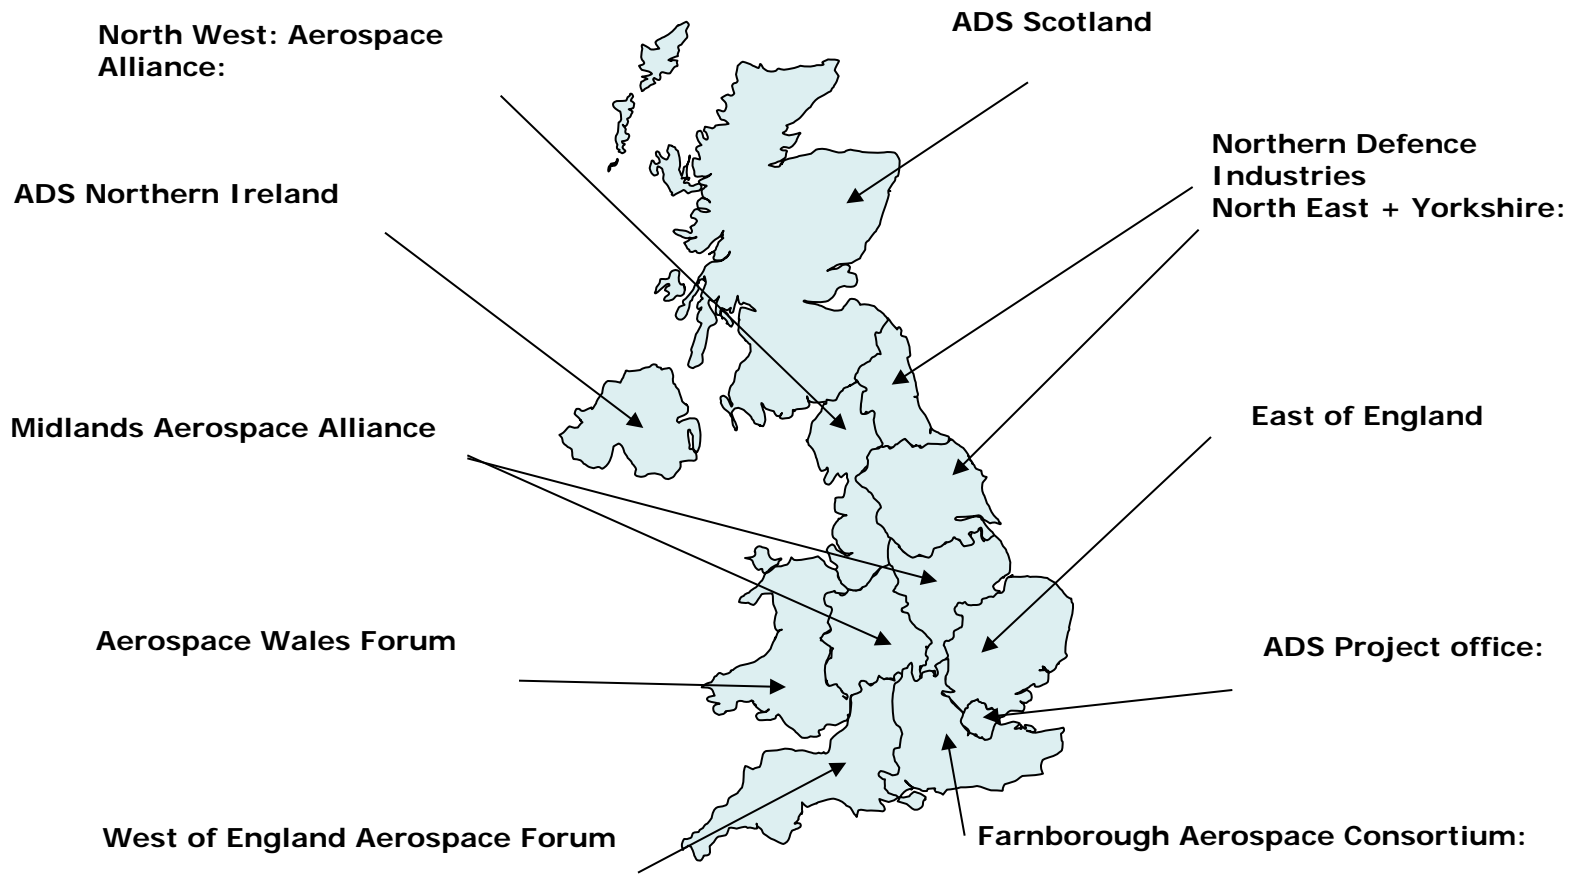 North West: Aerospace
Alliance:
ADS Scotland
Northern Defence
Industries
North East + Yorkshire:
ADS Northern Ireland
Midlands Aerospace Alliance
East of England
Aerospace Wales Forum
ADS Project office:
West of England Aerospace Forum
Farnborough Aerospace Consortium: